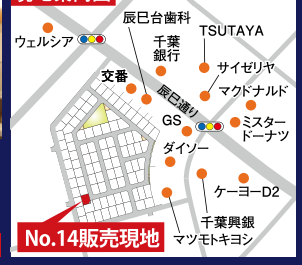 辰巳台歯科
TSUTAYA
ウェルシア
千葉
銀行
サイゼリヤ
交番
マクドナルド
辰巳通り
GS
ミスター
ドーナツ
ダイソー
ケーヨーD2
No.14販売現地
千葉興銀
マツモトキヨシ